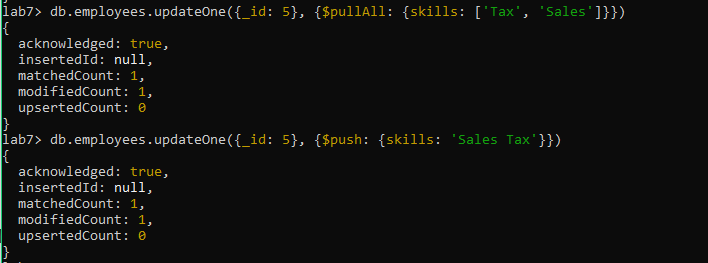 lab7> db.employees.updateOne({_id: 5}, {$pullAll: {skills: ['Tax', 'Sales']}})
{
  acknowledged: true,
  insertedId: null,
  matchedCount: 1,
  modifiedCount: 1,
  upsertedCount: 0
}
lab7> db.employees.updateOne({_id: 5}, {$push: {skills: 'Sales Tax'}})
{
  acknowledged: true,
  insertedId: null,
  matchedCount: 1,
  modifiedCount: 1,
  upsertedCount: 0
}